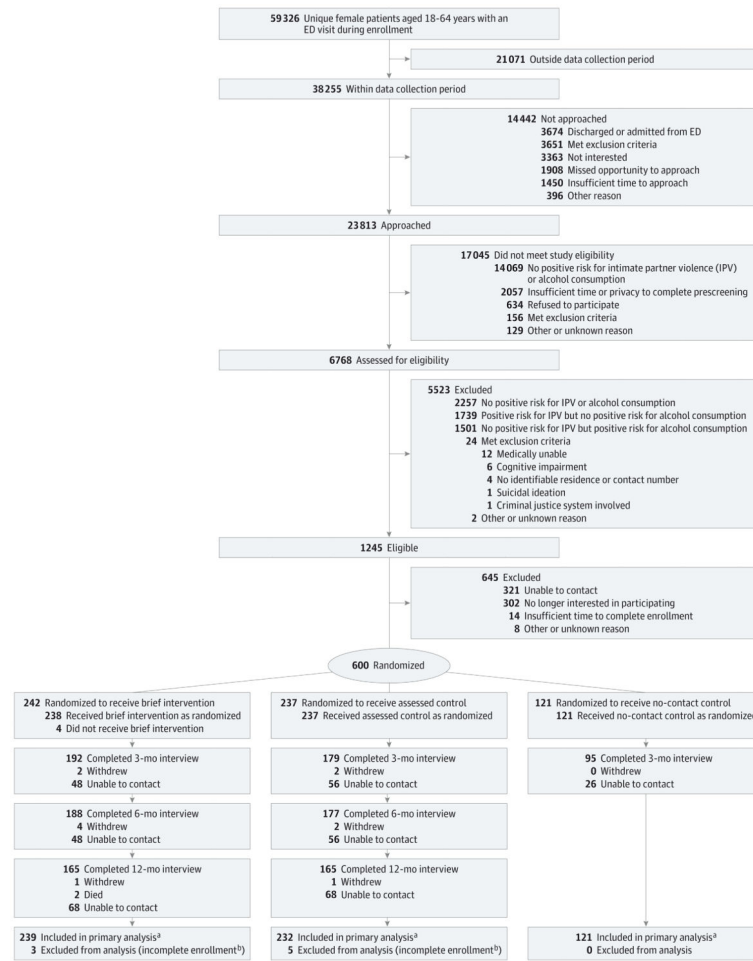 59326 Unique female patients aged 18-64 years with an
ED visit during enrollment
21071 Outside data collection period
38255 Within data collection period
14442 Not approached
3674 Discharged or admitted from ED
3651 Met exclusion criteria
3363 Not interested
1908 Missed opportunity to approach
1450 Insufficient time to approach
396 Other reason
23813 Approached
17045 Did not meet study eligibility
14069 No positive risk for intimate partner violence (IPV)
or alcohol consumption
2057 Insufficient time or privacy to complete prescreening
634 Refused to participate
156 Met exclusion criteria
129 Other or unknown reason
6768 Assessed for eligibility
5523 Excluded
2257 No positive risk for IPV or alcohol consumption
1739 Positive risk for IPV but no positive risk for alcohol consumption
1501 No positive risk for IPV but positive risk for alcohol consumption
24 Met exclusion criteria
12 Medically unable
6 Cognitive impairment
4 No identifiable residence or contact number
1 Suicidal ideation
1 Criminal justice system involved
2 Other or unknown reason
1245 Eligible
645 Excluded
321 Unable to contact
302 No longer interested in participating
14 Insufficient time to complete enrollment
8 Other or unknown reason
600 Randomized
242 Randomized to receive brief intervention
238 Received brief intervention as randomized
4 Did not receive brief intervention
237 Randomized to receive assessed control
237 Received assessed control as randomized
121 Randomized to receive no-contact control
121 Received no-contact control as randomized
192 Completed 3-mo interview
2 Withdrew
48 Unable to contact
179 Completed 3-mo interview
2 Withdrew
56 Unable to contact
95 Completed 3-mo interview
0 Withdrew
26 Unable to contact
188 Completed 6-mo interview
4 Withdrew
48 Unable to contact
177 Completed 6-mo interview
2 Withdrew
56 Unable to contact
165 Completed 12-mo interview
1 Withdrew
2 Died
68 Unable to contact
165 Completed 12-mo interview
1 Withdrew
68 Unable to contact
239 Included in primary analysisᵃ
3 Excluded from analysis (incomplete enrollmentᵇ)
232 Included in primary analysisᵃ
5 Excluded from analysis (incomplete enrollmentᵇ)
121 Included in primary analysisᵃ
0 Excluded from analysis